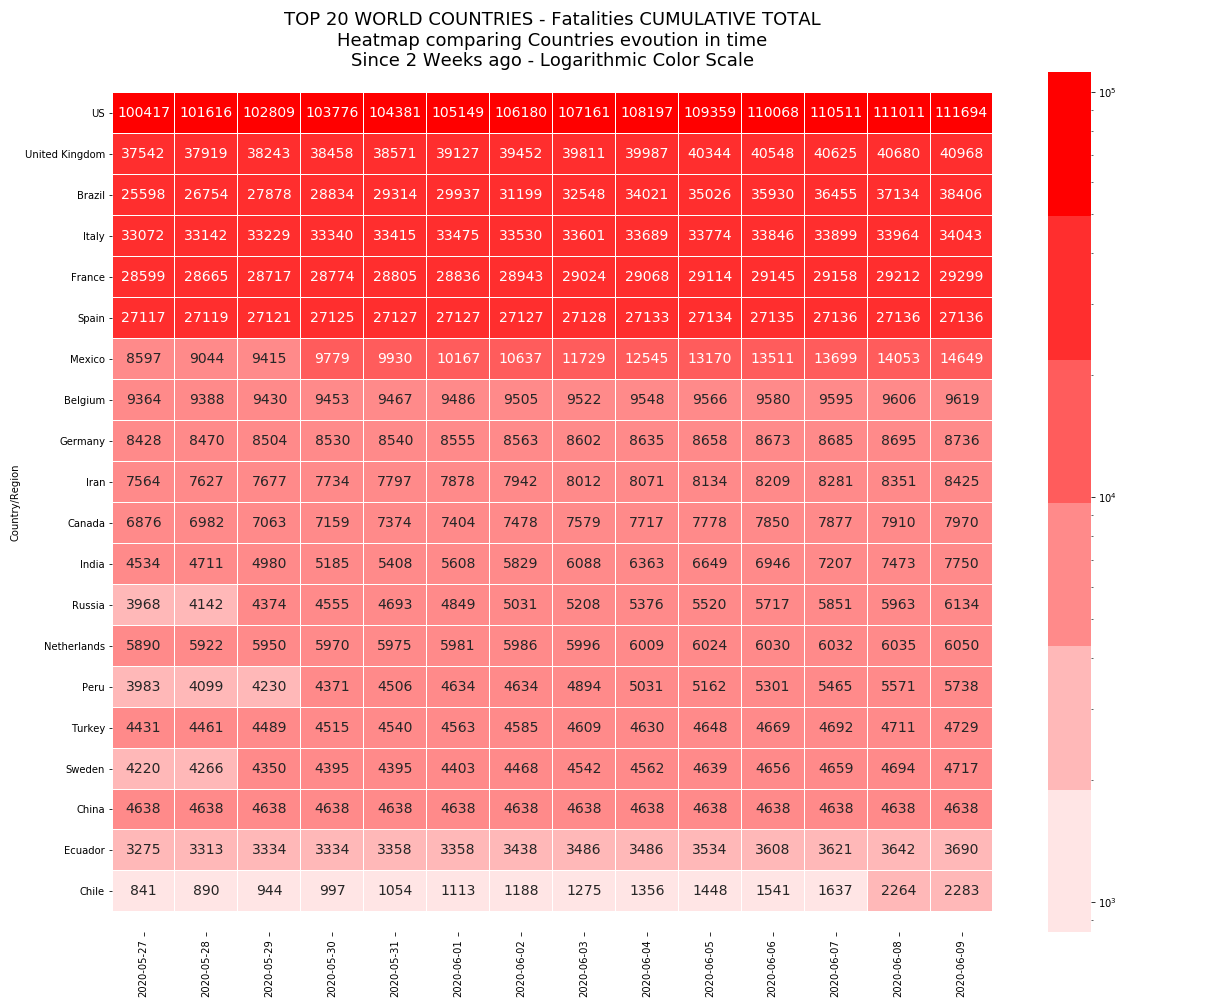 TOP 20 WORLD COUNTRIES - Fatalities CUMULATIVE TOTAL
Heatmap comparing Countries evoution in time
Since 2 Weeks ago - Logarithmic Color Scale
US 100417 101616 102809 103776 104381 105149 106180 107161 108197 109359 110068 110511 111011 111694
United Kingdom 37542 37919 38243 38458 38571 39127 39452 39811 39987 40344 40548 40625 40680 40968
Brazil 25598 26754 27878 28834 29314 29937 31199 32548 34021 35026 35930 36455 37134 38406
Italy 33072 33142 33229 33340 33415 33475 33530 33601 33689 33774 33846 33899 33964 34043
France 28599 28665 28717 28774 28805 28836 28943 29024 29068 29114 29145 29158 29212 29299
Spain 27117 27119 27121 27125 27127 27127 27127 27128 27133 27134 27135 27136 27136 27136
Mexico 8597 9044 9415 9779 9930 10167 10637 11729 12545 13170 13511 13699 14053 14649
Belgium 9364 9388 9430 9453 9467 9486 9505 9522 9548 9566 9580 9595 9606 9619
Germany 8428 8470 8504 8530 8540 8555 8563 8602 8635 8658 8673 8685 8695 8736
Iran 7564 7627 7677 7734 7797 7878 7942 8012 8071 8134 8209 8281 8351 8425
Canada 6876 6982 7063 7159 7374 7404 7478 7579 7717 7778 7850 7877 7910 7970
India 4534 4711 4980 5185 5408 5608 5829 6088 6363 6649 6946 7207 7473 7750
Russia 3968 4142 4374 4555 4693 4849 5031 5208 5376 5520 5717 5851 5963 6134
Netherlands 5890 5922 5950 5970 5975 5981 5986 5996 6009 6024 6030 6032 6035 6050
Peru 3983 4099 4230 4371 4506 4634 4634 4894 5031 5162 5301 5465 5571 5738
Turkey 4431 4461 4489 4515 4540 4563 4585 4609 4630 4648 4669 4692 4711 4729
Sweden 4220 4266 4350 4395 4395 4403 4468 4542 4562 4639 4656 4659 4694 4717
China 4638 4638 4638 4638 4638 4638 4638 4638 4638 4638 4638 4638 4638 4638
Ecuador 3275 3313 3334 3334 3358 3358 3438 3486 3486 3534 3608 3621 3642 3690
Chile 841 890 944 997 1054 1113 1188 1275 1356 1448 1541 1637 2264 2283
2020-05-27 2020-05-28 2020-05-29 2020-05-30 2020-05-31 2020-06-01 2020-06-02 2020-06-03 2020-06-04 2020-06-05 2020-06-06 2020-06-07 2020-06-08 2020-06-09
Country/Region
10⁵
10⁴
10³